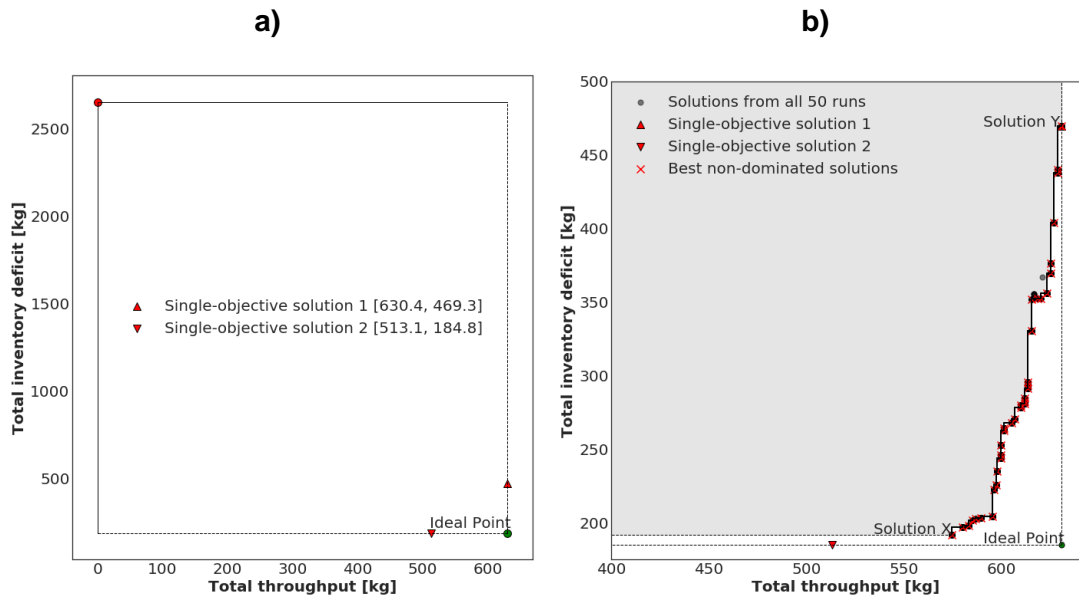 a)
2500
2000
1500
1000
500
0
100
200
300
400
500
600
Total inventory deficit [kg]
Total throughput [kg]
Single-objective solution 1 [630.4, 469.3]
Single-objective solution 2 [513.1, 184.8]
Ideal Point
b)
500
450
400
350
300
250
200
400
450
500
550
600
Total inventory deficit [kg]
Total throughput [kg]
Solutions from all 50 runs
Single-objective solution 1
Single-objective solution 2
Best non-dominated solutions
Solution Y
Solution X
Ideal Point